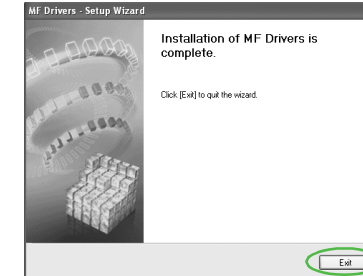 MF Drivers - Setup Wizard
Installation of MF Drivers is
complete.
Click [Exit] to quit the wizard.
Exit